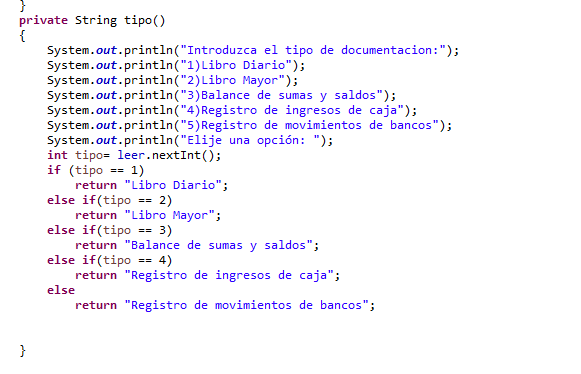 }
private String tipo()
{
System.out.println("Introduzca el tipo de documentacion:");
System.out.println("1)Libro Diario");
System.out.println("2)Libro Mayor");
System.out.println("3)Balance de sumas y saldos");
System.out.println("4)Registro de ingresos de caja");
System.out.println("5)Registro de movimientos de bancos");
System.out.println("Elije una opción: ");
int tipo= leer.nextInt();
if (tipo == 1)
return "Libro Diario";
else if(tipo == 2)
return "Libro Mayor";
else if(tipo == 3)
return "Balance de sumas y saldos";
else if(tipo == 4)
return "Registro de ingresos de caja";
else
return "Registro de movimientos de bancos";
}